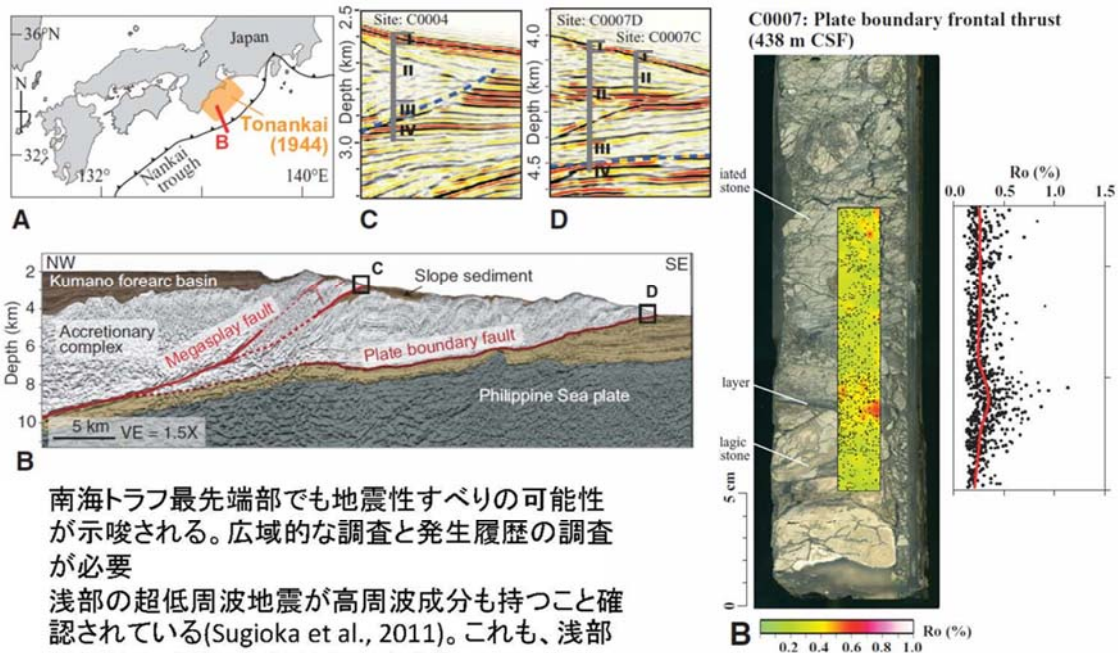 36°N
Japan
N
32°
B
Tonankai
(1944)
Nankai
trough
132°
140°E
A
2.5
Depth (km)
3.0
Site: C0004
I
II
III
IV
C
4.0
Depth (km)
4.5
Site: C0007D
Site: C0007C
I
I
II
II
III
IV
D
NW
SE
2
4
6
8
10
Depth (km)
Kumano forearc basin
Accretionary
complex
Megasplay fault
C
Slope sediment
D
Plate boundary fault
Philippine Sea plate
5 km
VE = 1.5X
B
南海トラフ最先端部でも地震性すべりの可能性
が示唆される。広域的な調査と発生履歴の調査
が必要
浅部の超低周波地震が高周波成分も持つこと確
認されている(Sugioka et al., 2011)。これも、浅部
C0007: Plate boundary frontal thrust
(438 m CSF)
iated
stone
layer
lagic
stone
5 cm
0
Ro (%)
0.0 0.5 1.0 1.5
B
Ro (%)
0.2 0.4 0.6 0.8 1.0